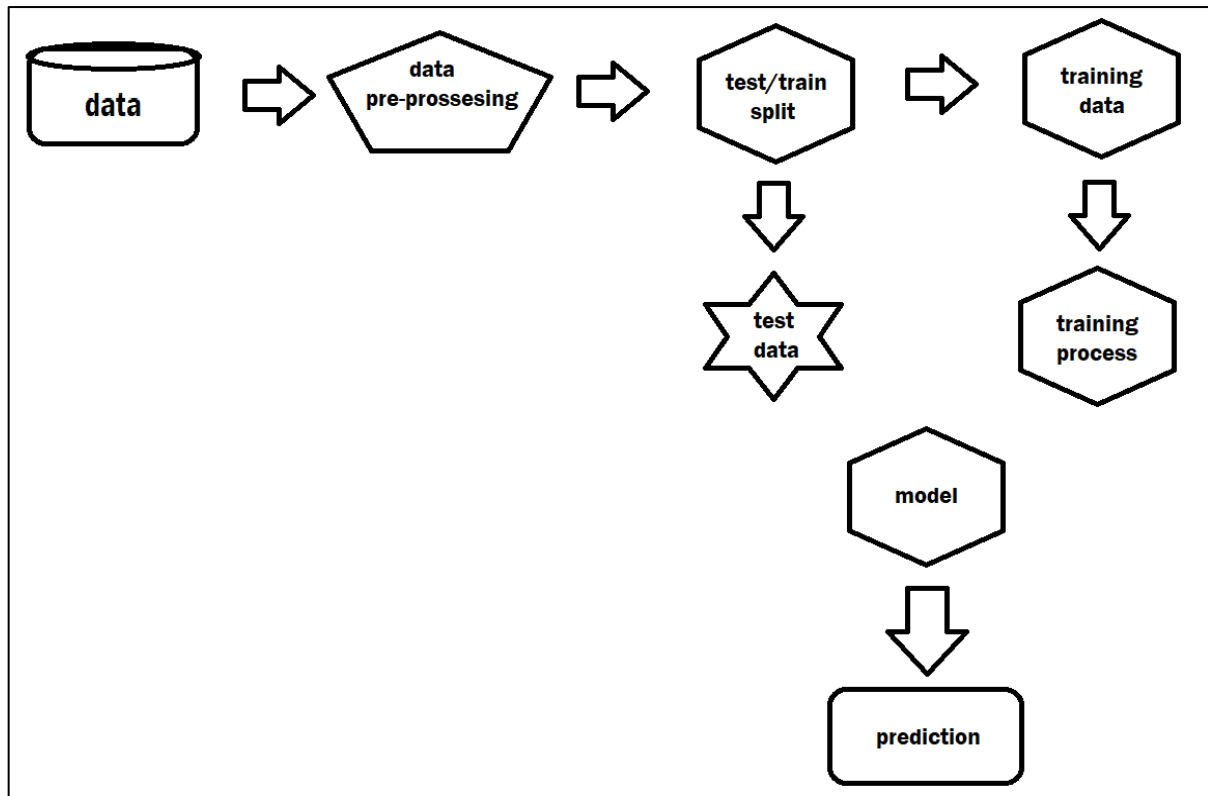 data
data
pre-prossesing
test/train
split
training
data
test
data
training
process
model
prediction